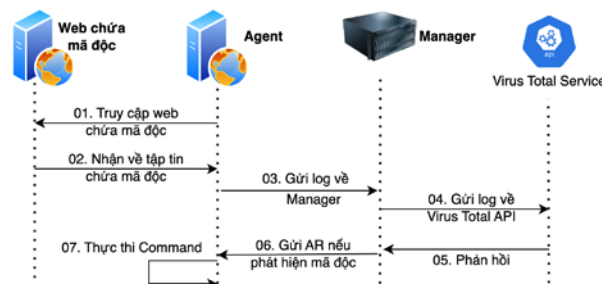 Web chứa
mã độc
Agent
Manager
api
Virus Total Service
01. Truy cập web
chứa mã độc
02. Nhận về tập tin
chứa mã độc
03. Gửi log về
Manager
04. Gửi log về
Virus Total API
05. Phản hồi
06. Gửi AR nếu
phát hiện mã độc
07. Thực thi Command